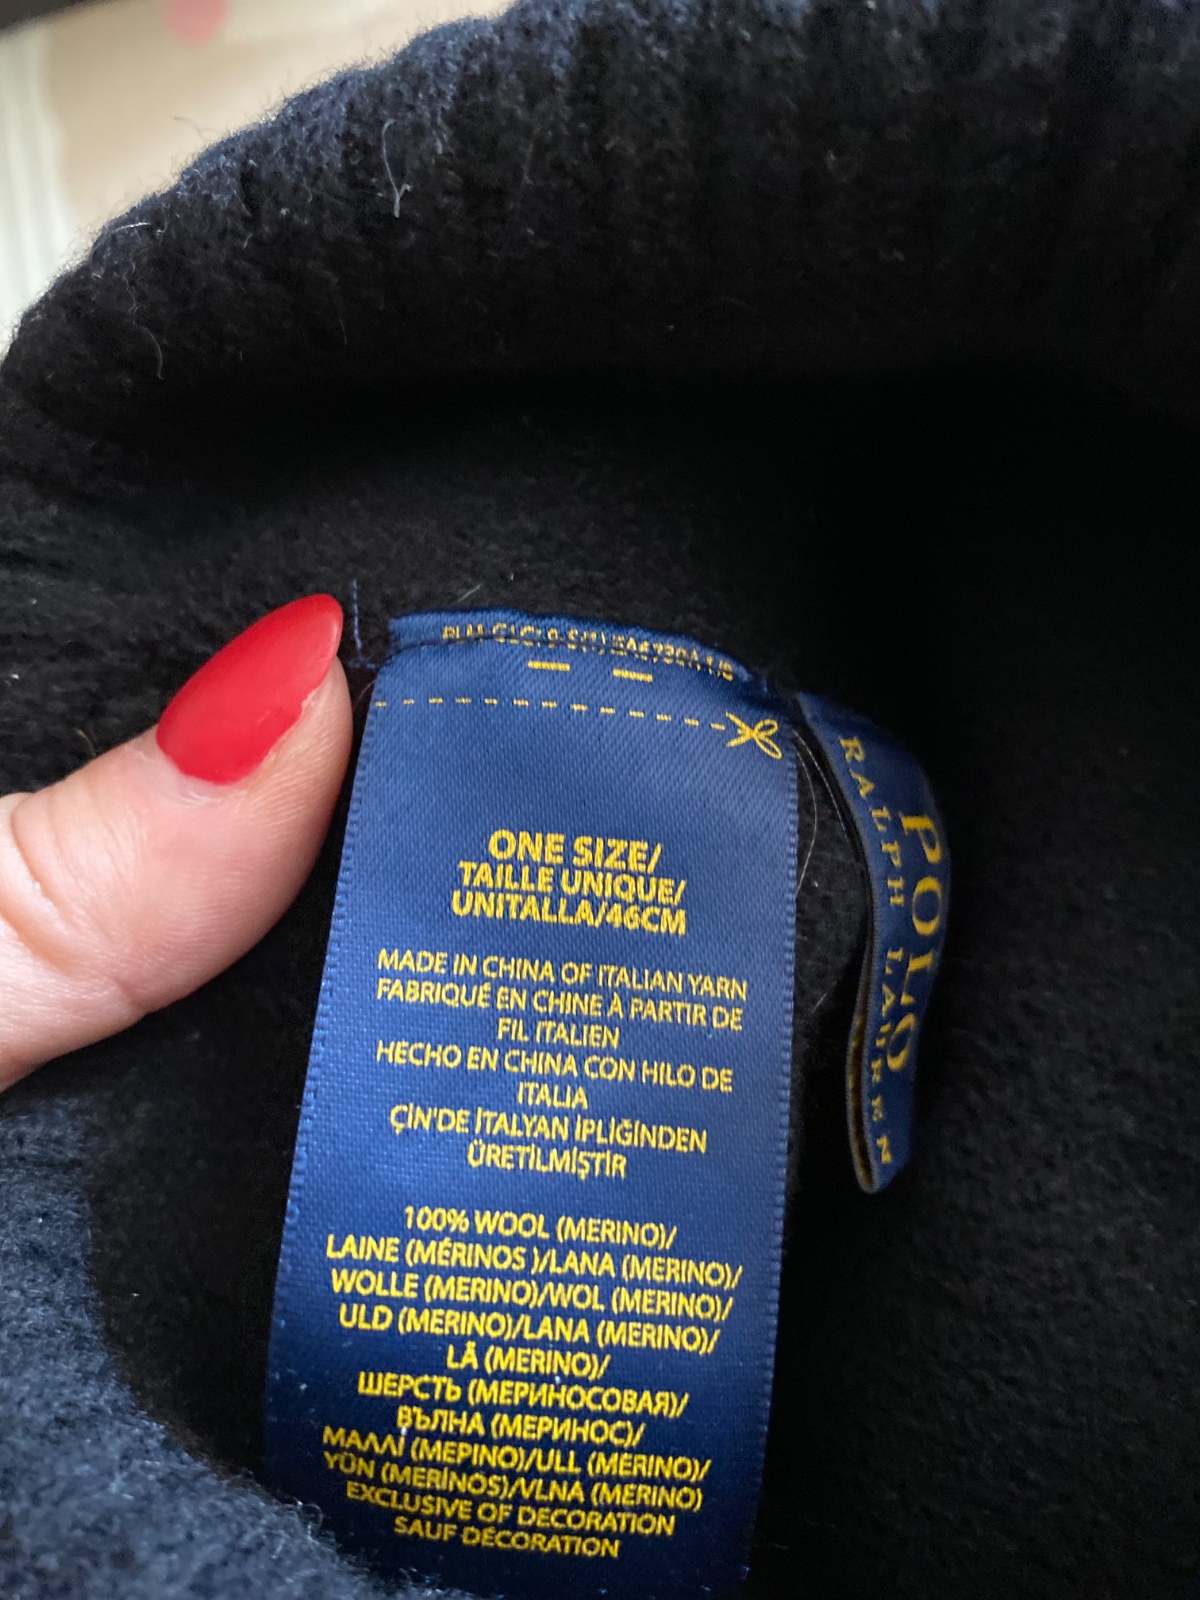 ONE SIZE/
TAILLE UNIQUE/
UNITALLA/46CM
MADE IN CHINA OF ITALIAN YARN
FABRIQUÉ EN CHINE À PARTIR DE
FIL ITALIEN
HECHO EN CHINA CON HILO DE
ITALIA
ÇİN'DE İTALYAN İPLİĞİNDEN
ÜRETİLMİŞTİR
100% WOOL (MERINO)/
LAINE (MÉRINOS )/LANA (MERINO)/
WOLLE (MERINO)/WOL (MERINO)/
ULD (MERINO)/LANA (MERINO)/
LÃ (MERINO)/
ШЕРСТЬ (МЕРИНОСОВАЯ)/
ВЪЛНА (МЕРИНОС)/
ΜΑΛΛΙ (ΜΕΡΙΝΟ)/ULL (MERINO)/
YÜN (MERİNOS)/VLNA (MERINO)
EXCLUSIVE OF DECORATION
SAUF DÉCORATION
POLO
RALPH LAUREN